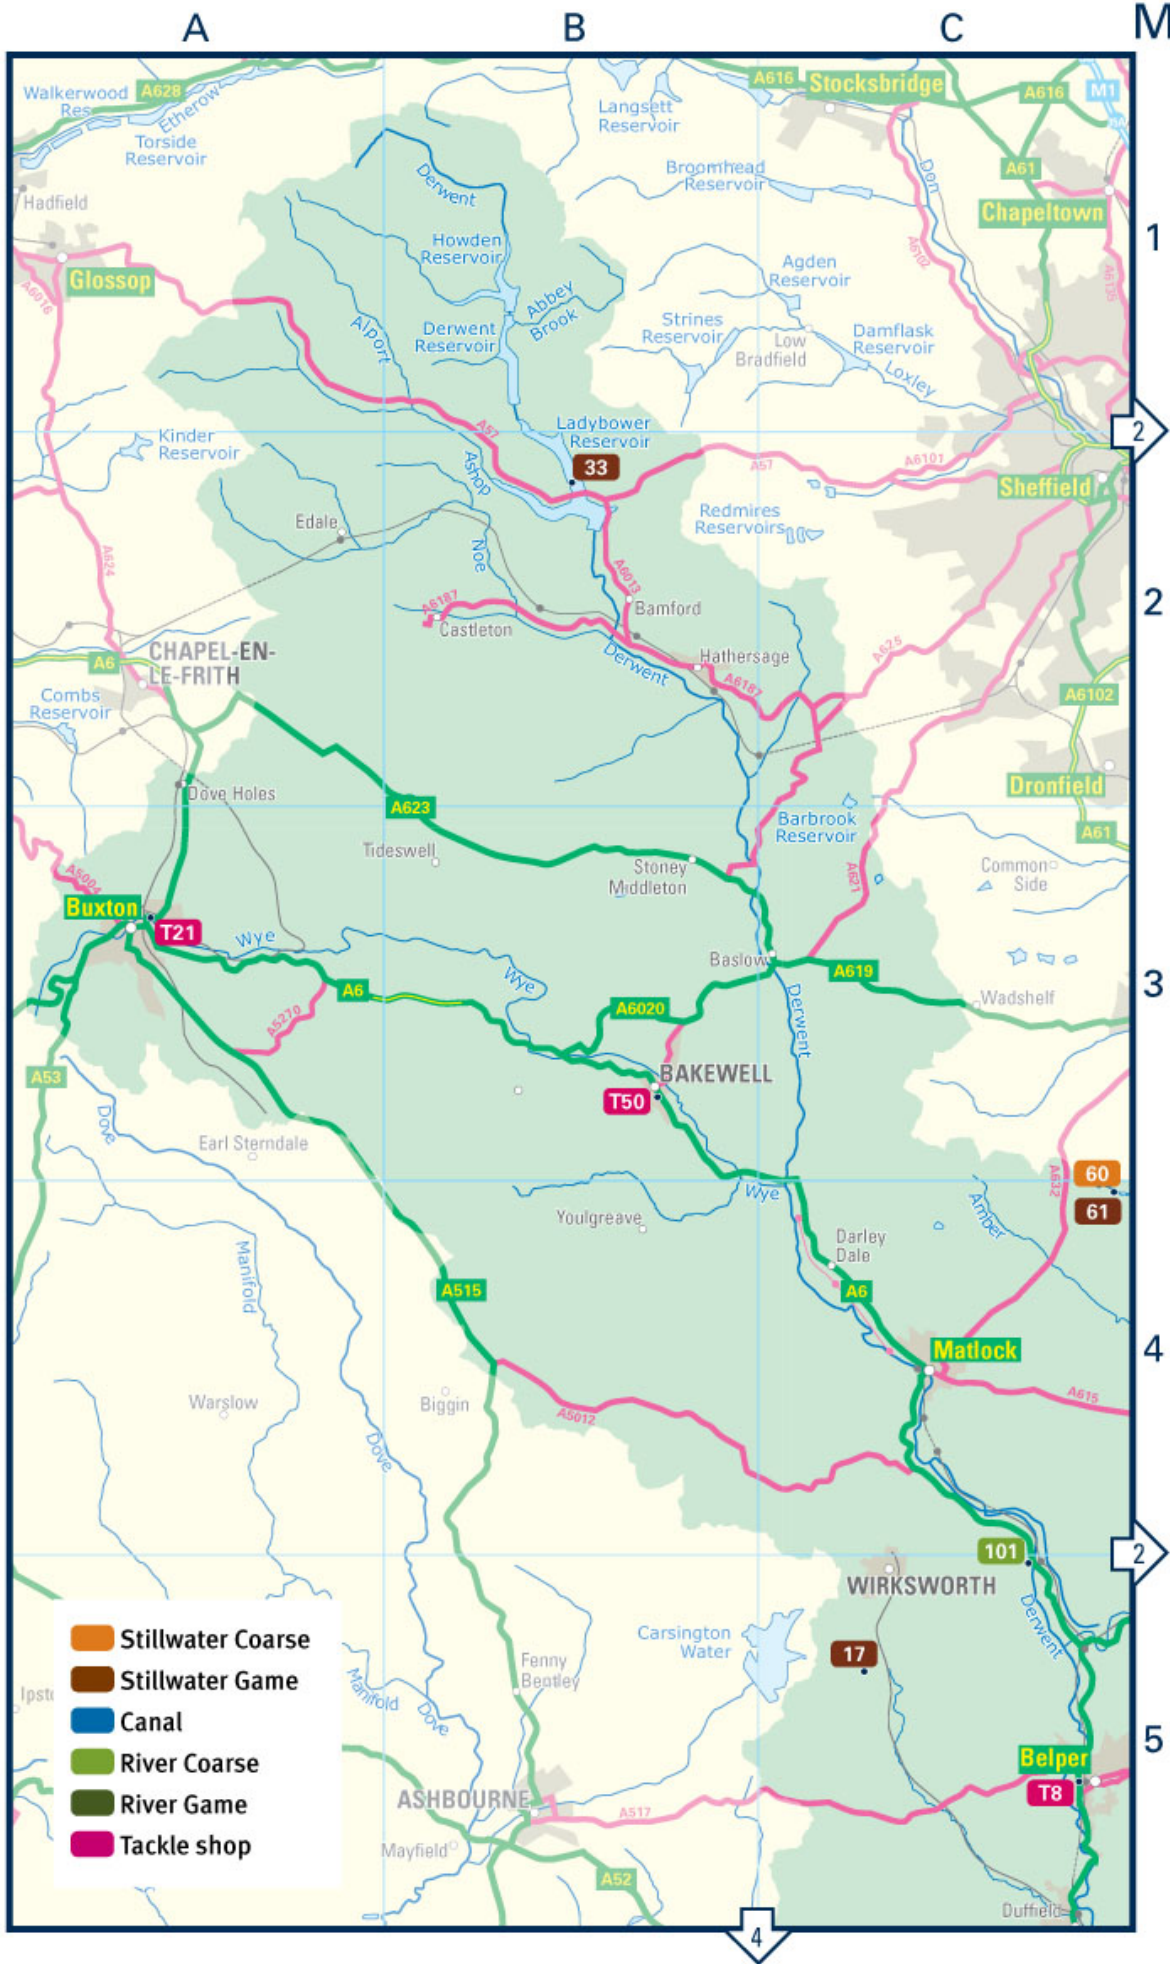 A
B
C
M
Walkerwood
Res
A628
Etherow
Torside
Reservoir
Langsett
Reservoir
A616
Stocksbridge
A616
M1
Hadfield
Derwent
Broomhead
Reservoir
Don
A61
Chapeltown
1
Glossop
A6016
Howden
Reservoir
Abbey
Brook
Agden
Reservoir
A6102
A6135
Alport
Derwent
Reservoir
Strines
Reservoir
Low
Bradfield
Damflask
Reservoir
Loxley
Kinder
Reservoir
A57
Ladybower
Reservoir
33
A57
A6101
2
Sheffield
Ashop
Edale
Redmires
Reservoirs
A624
Noe
A6013
A6187
Castleton
Bamford
2
A6
CHAPEL-EN-
LE-FRITH
Derwent
Hathersage
A6187
A625
Combs
Reservoir
A6102
Dove Holes
A623
Dronfield
Barbrook
Reservoir
A61
Tideswell
Stoney
Middleton
A621
Common
Side
A5004
Buxton
T21
Wye
Wye
Baslow
A619
3
A6
A6020
Derwent
Wadshelf
A5270
A53
BAKEWELL
T50
Dove
Earl Sterndale
A632
60
61
Wye
Amber
Youlgreave
Darley
Dale
Manifold
A515
A6
Matlock
4
Warslow
Biggin
A5012
A615
Dove
101
2
WIRKSWORTH
Derwent
Carsington
Water
17
Fenny
Bentley
Manifold
Dove
Stillwater Coarse
Stillwater Game
Canal
River Coarse
River Game
Tackle shop
5
Belper
T8
ASHBOURNE
A517
Mayfield
A52
Duffield
4